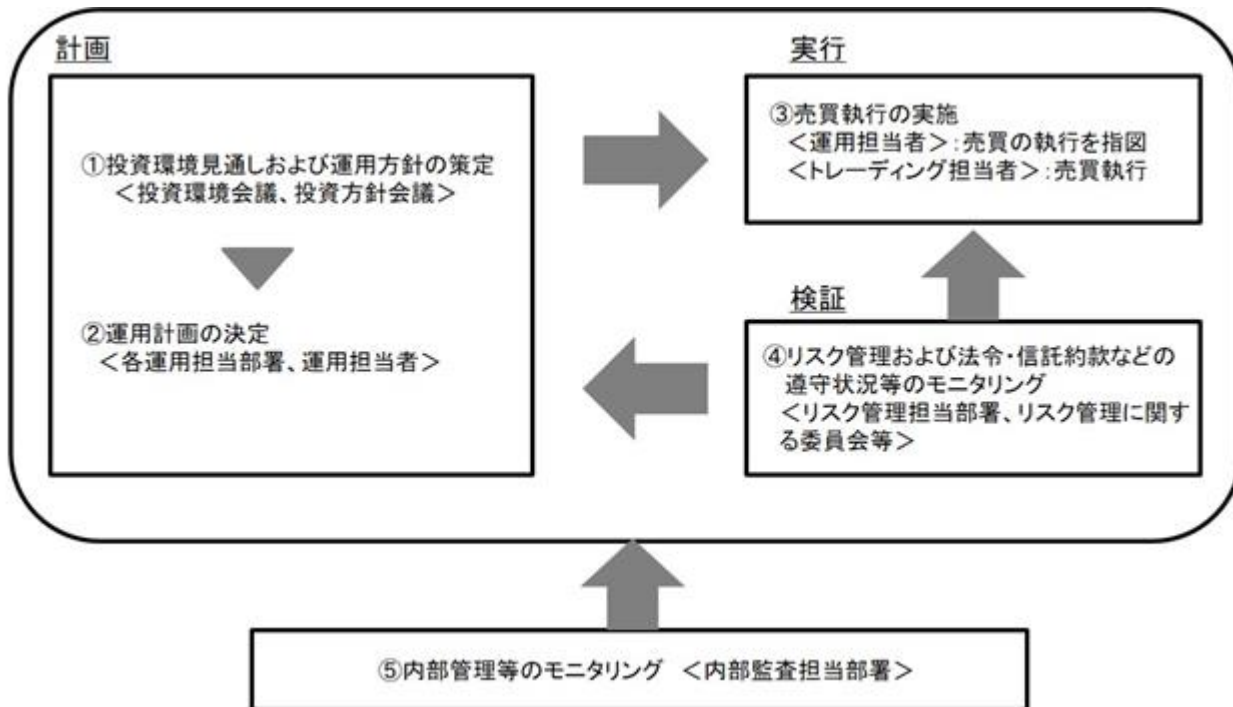 計画
①投資環境見通しおよび運用方針の策定
＜投資環境会議、投資方針会議＞
②運用計画の決定
＜各運用担当部署、運用担当者＞
実行
③売買執行の実施
＜運用担当者＞：売買の執行を指図
＜トレーディング担当者＞：売買執行
検証
④リスク管理および法令・信託約款などの
遵守状況等のモニタリング
＜リスク管理担当部署、リスク管理に関す
る委員会等＞
⑤内部管理等のモニタリング ＜内部監査担当部署＞